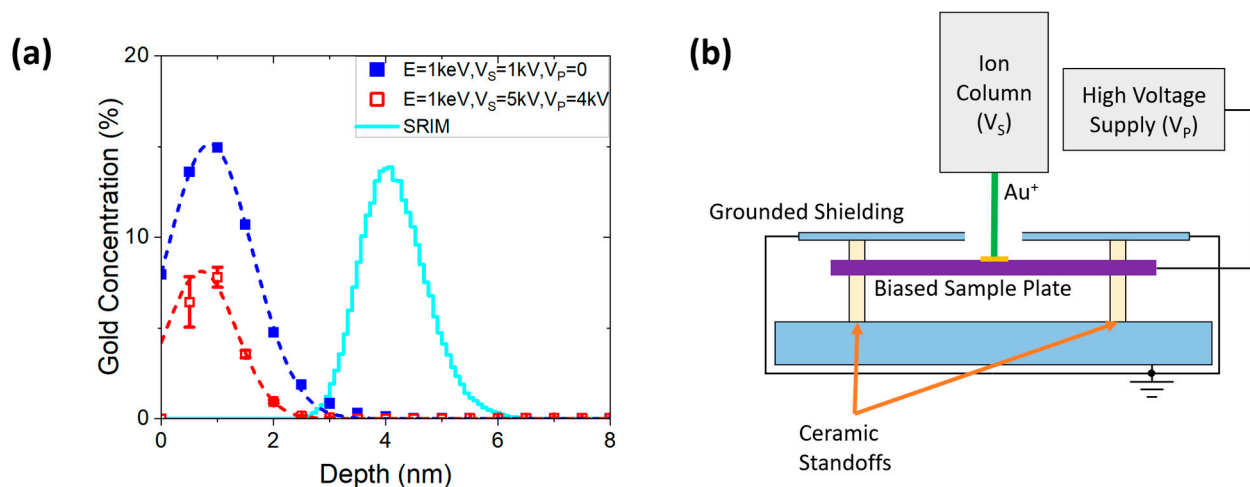 (a)
20
10
0
Gold Concentration (%)
E=1keV,VS=1kV,VP=0
E=1keV,VS=5kV,VP=4kV
SRIM
0 2 4 6 8
Depth (nm)
(b)
Ion
Column
(VS)
High Voltage
Supply (VP)
Au+
Grounded Shielding
Biased Sample Plate
Ceramic
Standoffs